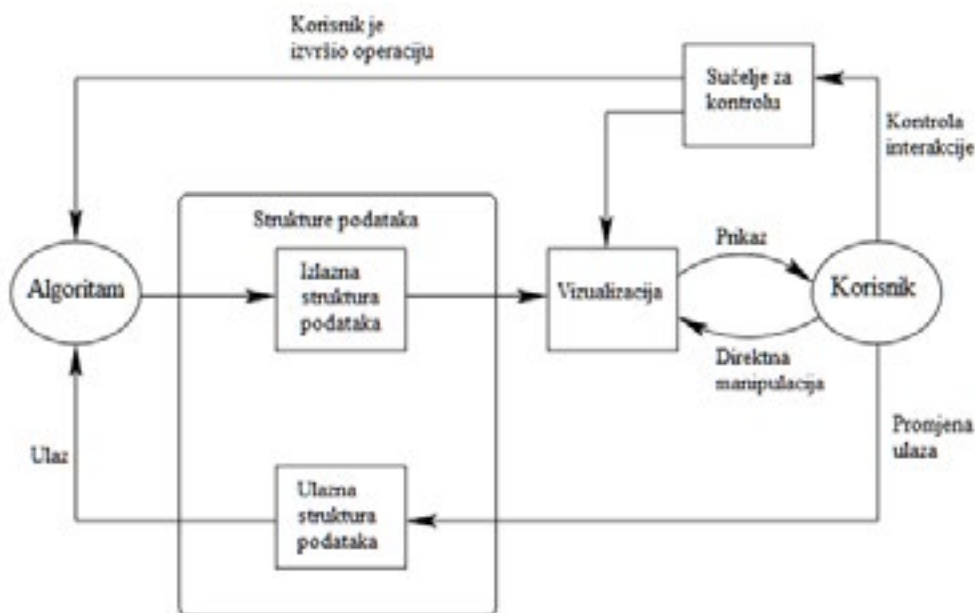 Korisnik je
izvršio operaciju
Sučelje za
kontrolu
Kontrola
interakcije
Strukture podataka
Algoritam
Izlazna
struktura
podataka
Vizualizacija
Prikaz
Korisnik
Direktna
manipulacija
Promjena
ulaza
Ulaz
Ulazna
struktura
podataka